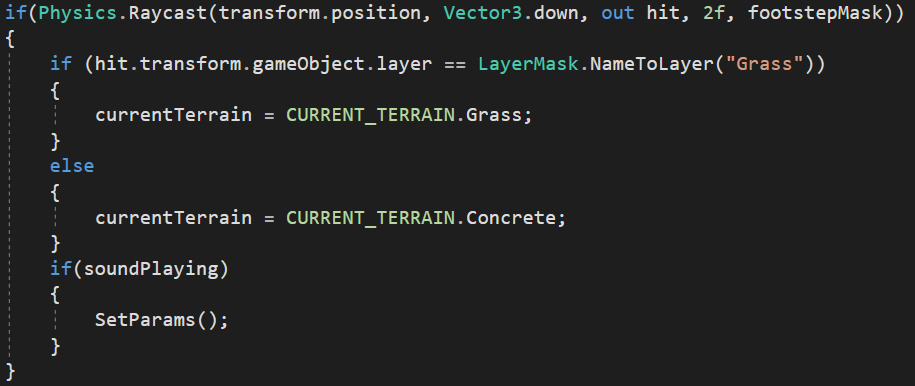 if(Physics.Raycast(transform.position, Vector3.down, out hit, 2f, footstepMask))
{
    if (hit.transform.gameObject.layer == LayerMask.NameToLayer("Grass"))
    {
        currentTerrain = CURRENT_TERRAIN.Grass;
    }
    else
    {
        currentTerrain = CURRENT_TERRAIN.Concrete;
    }
    if(soundPlaying)
    {
        SetParams();
    }
}